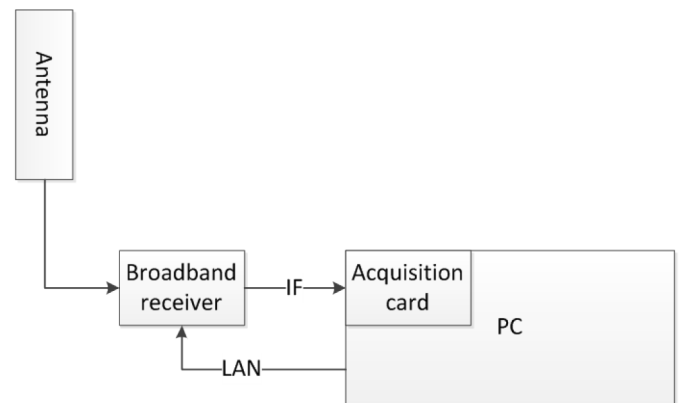 Antenna
Broadband
receiver
IF
Acquisition
card
PC
LAN